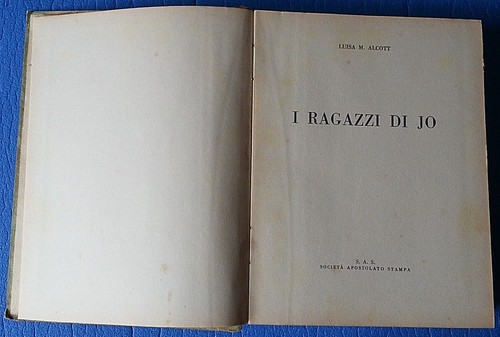 LUISA M. ALCOTT
I RAGAZZI DI JO
S. A. S.
SOCIETÀ APOSTOLATO STAMPA